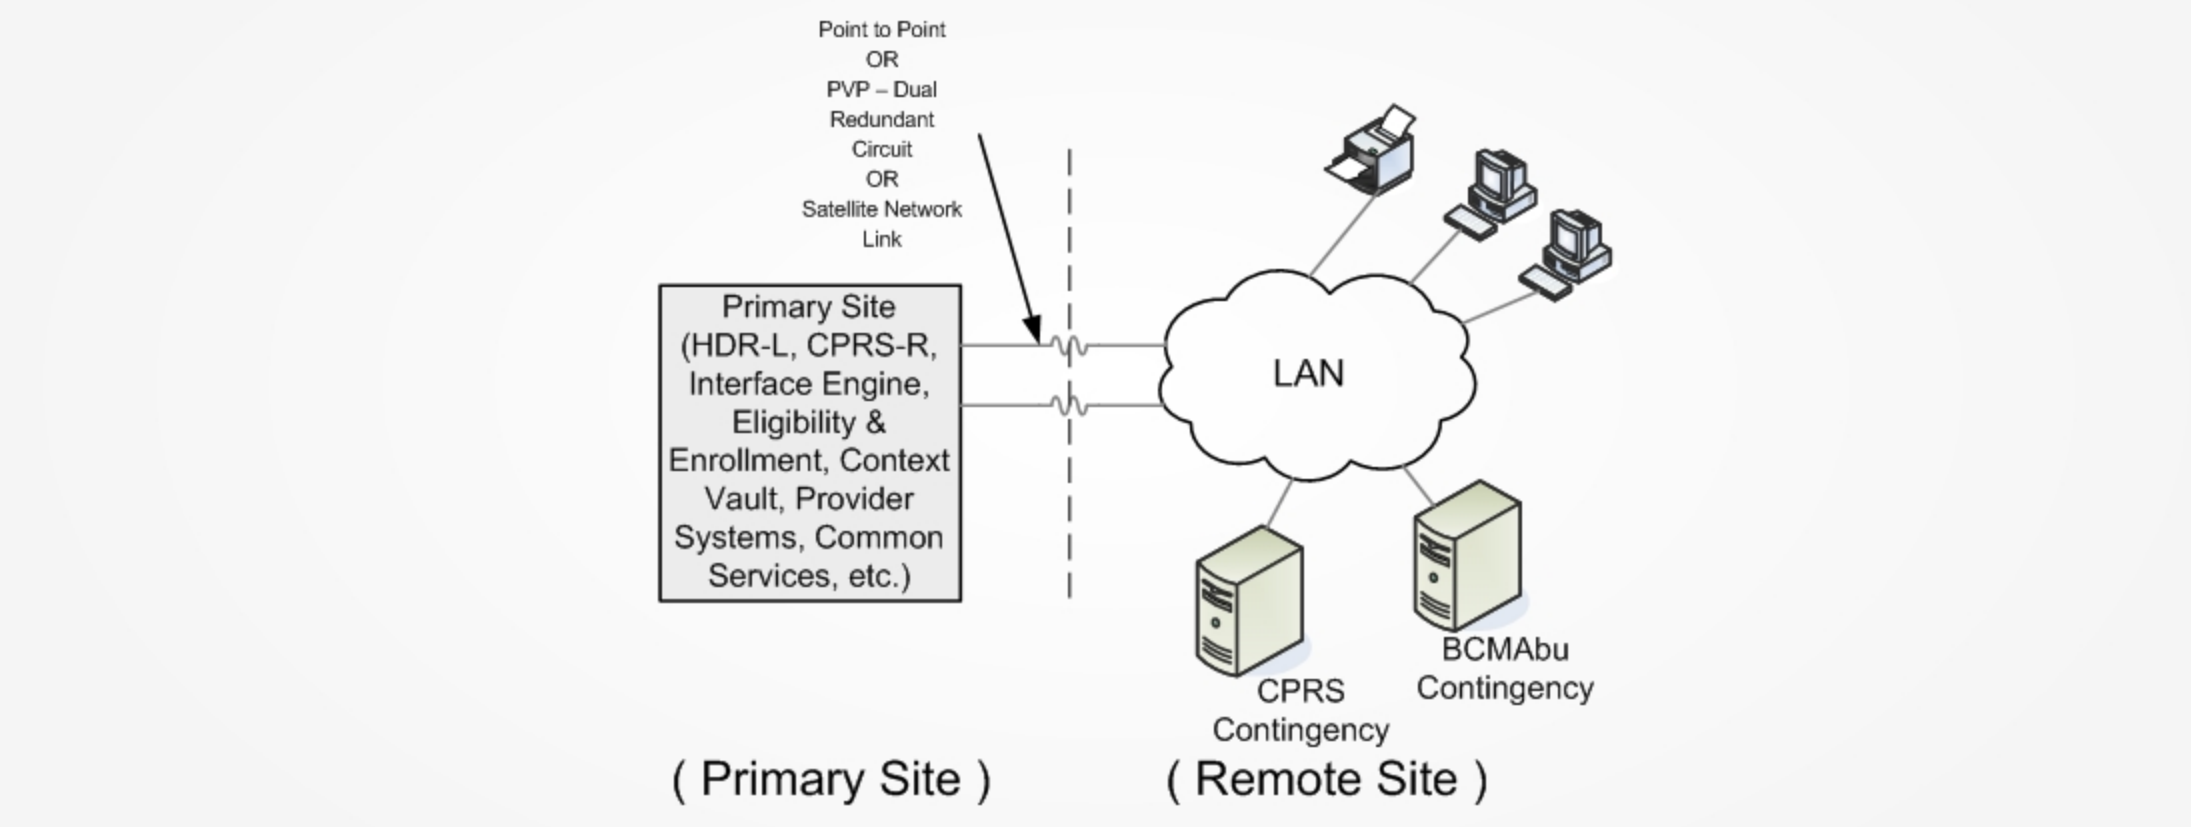 Point to Point
OR
PVP – Dual
Redundant
Circuit
OR
Satellite Network
Link
Primary Site
(HDR-L, CPRS-R,
Interface Engine,
Eligibility &
Enrollment, Context
Vault, Provider
Systems, Common
Services, etc.)
LAN
BCMAbu
Contingency
CPRS
Contingency
( Primary Site )
( Remote Site )